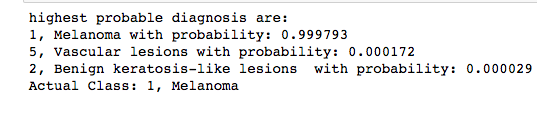 highest probable diagnosis are:
1, Melanoma with probability: 0.999793
5, Vascular lesions with probability: 0.000172
2, Benign keratosis-like lesions  with probability: 0.000029
Actual Class: 1, Melanoma